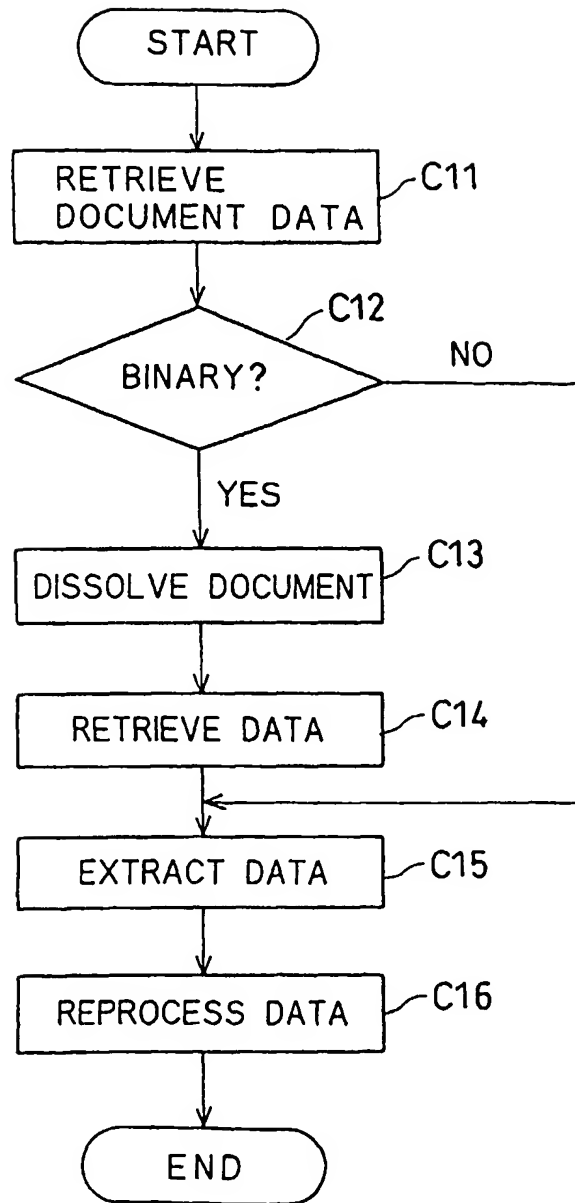 START
RETRIEVE
DOCUMENT DATA
C11
C12
BINARY?
NO
YES
C13
DISSOLVE DOCUMENT
C14
RETRIEVE DATA
EXTRACT DATA
C15
REPROCESS DATA
C16
END